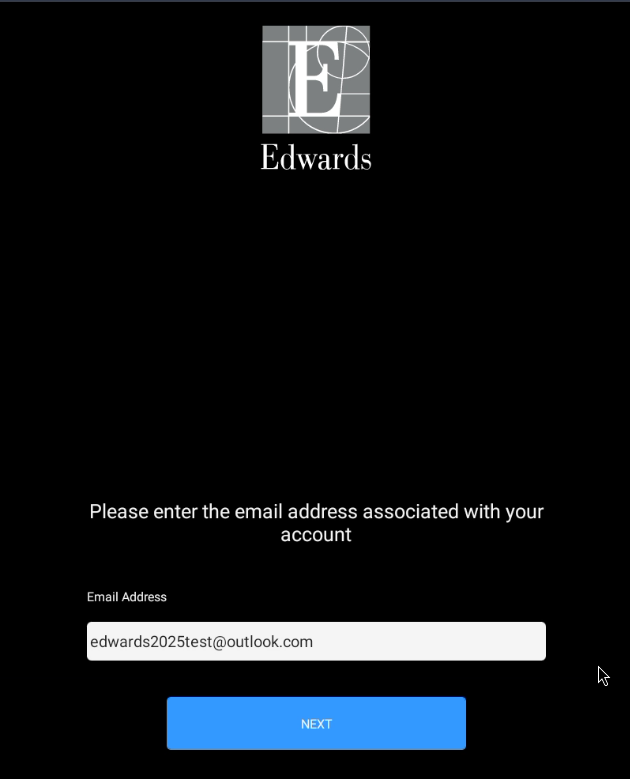 E
Edwards
Please enter the email address associated with your
account
Email Address
edwards2025test@outlook.com
NEXT